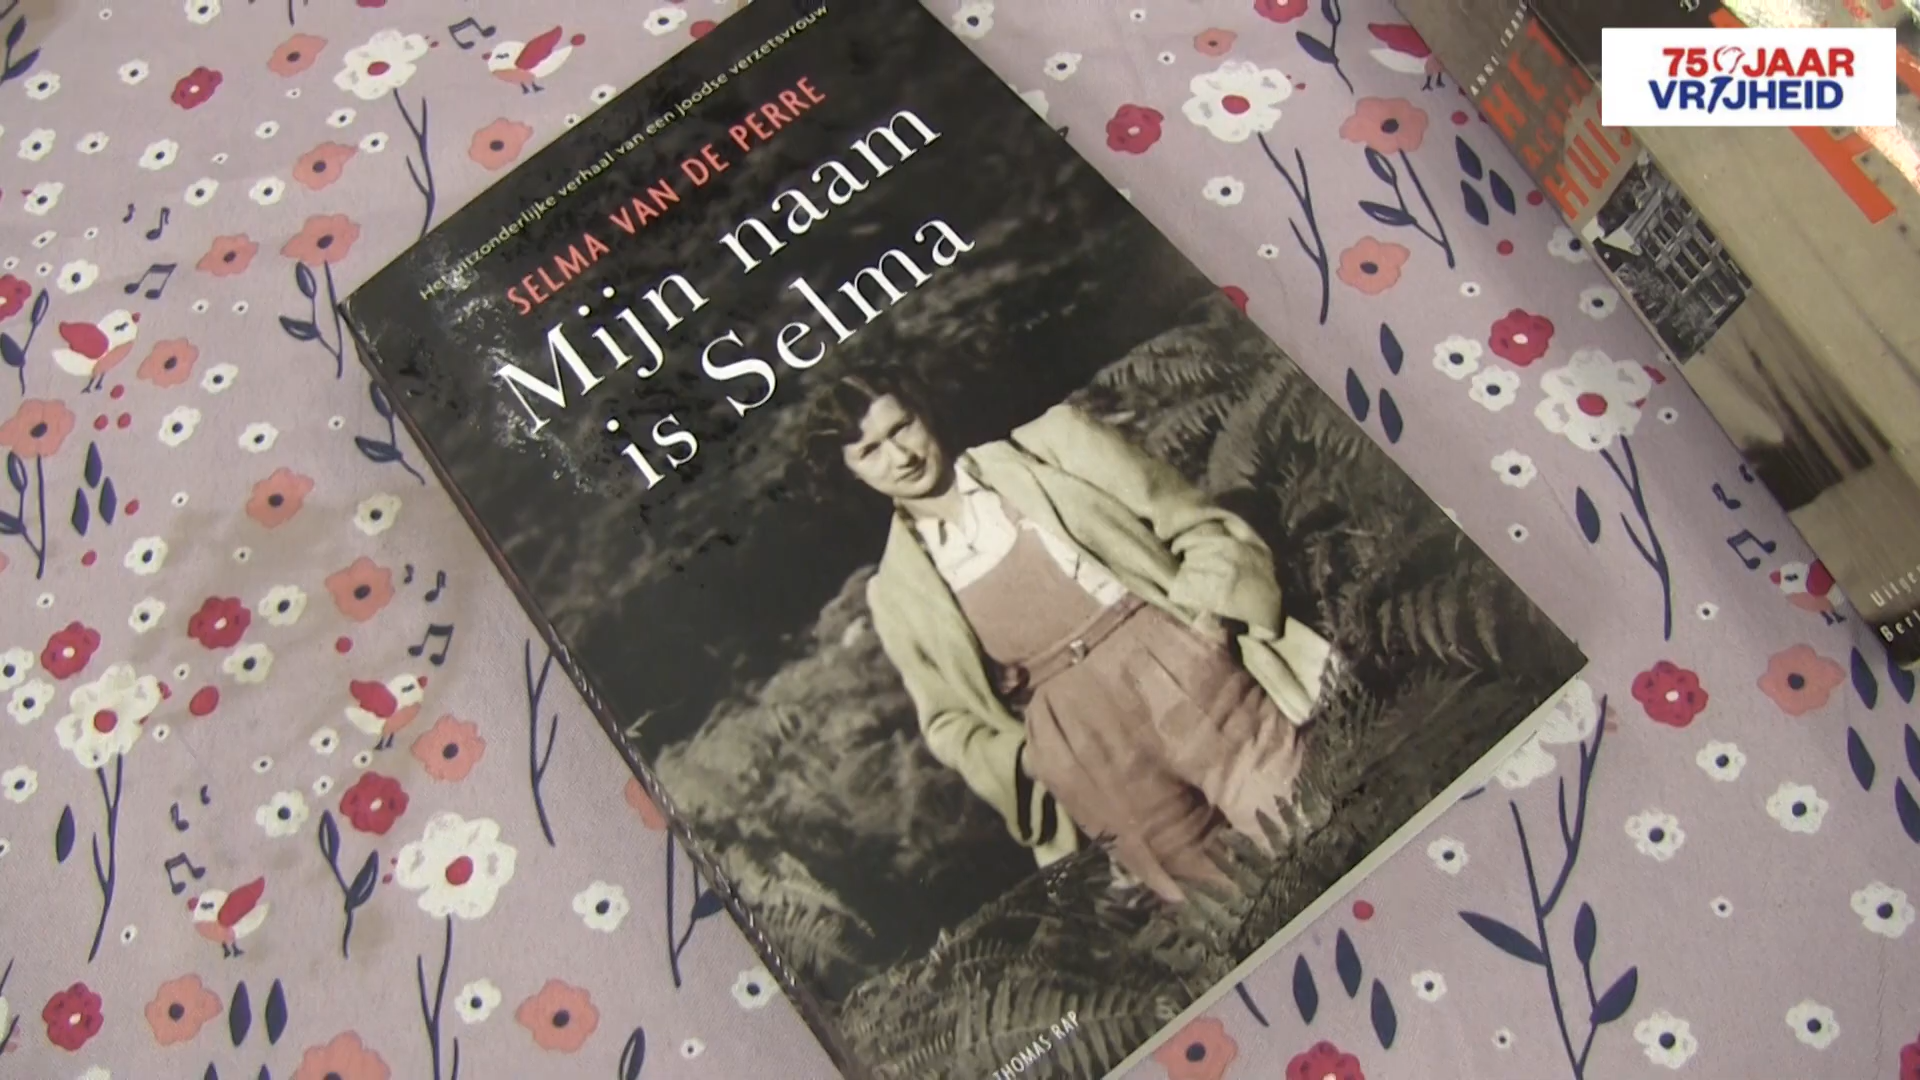 Het uitzonderlijke verhaal van een joodse verzetsvrouw
SELMA VAN DE PERRE
Mijn naam
is Selma
THOMAS RAP
HET
HUIS
75 JAAR
VRIJHEID